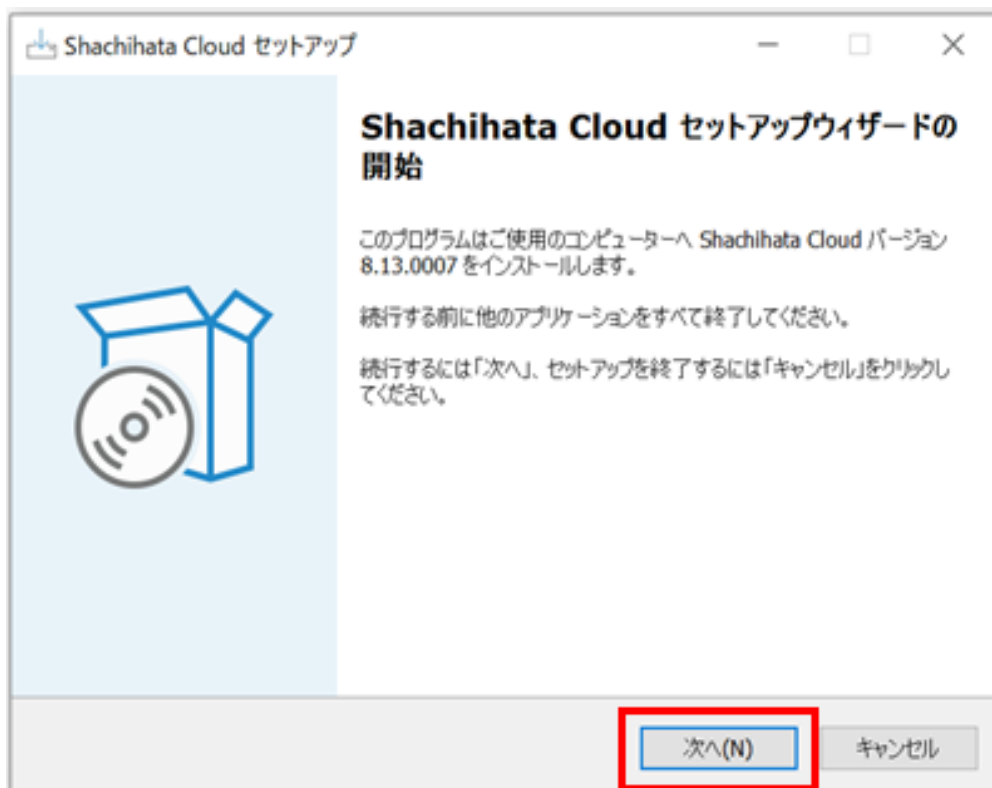 Shachihata Cloud セットアップ
Shachihata Cloud セットアップウィザードの
開始
このプログラムはご使用のコンピューターへ Shachihata Cloud バージョン
8.13.0007 をインストールします。
続行する前に他のアプリケーションをすべて終了してください。
続行するには「次へ」、セットアップを終了するには「キャンセル」をクリックし
てください。
次へ(N)
キャンセル